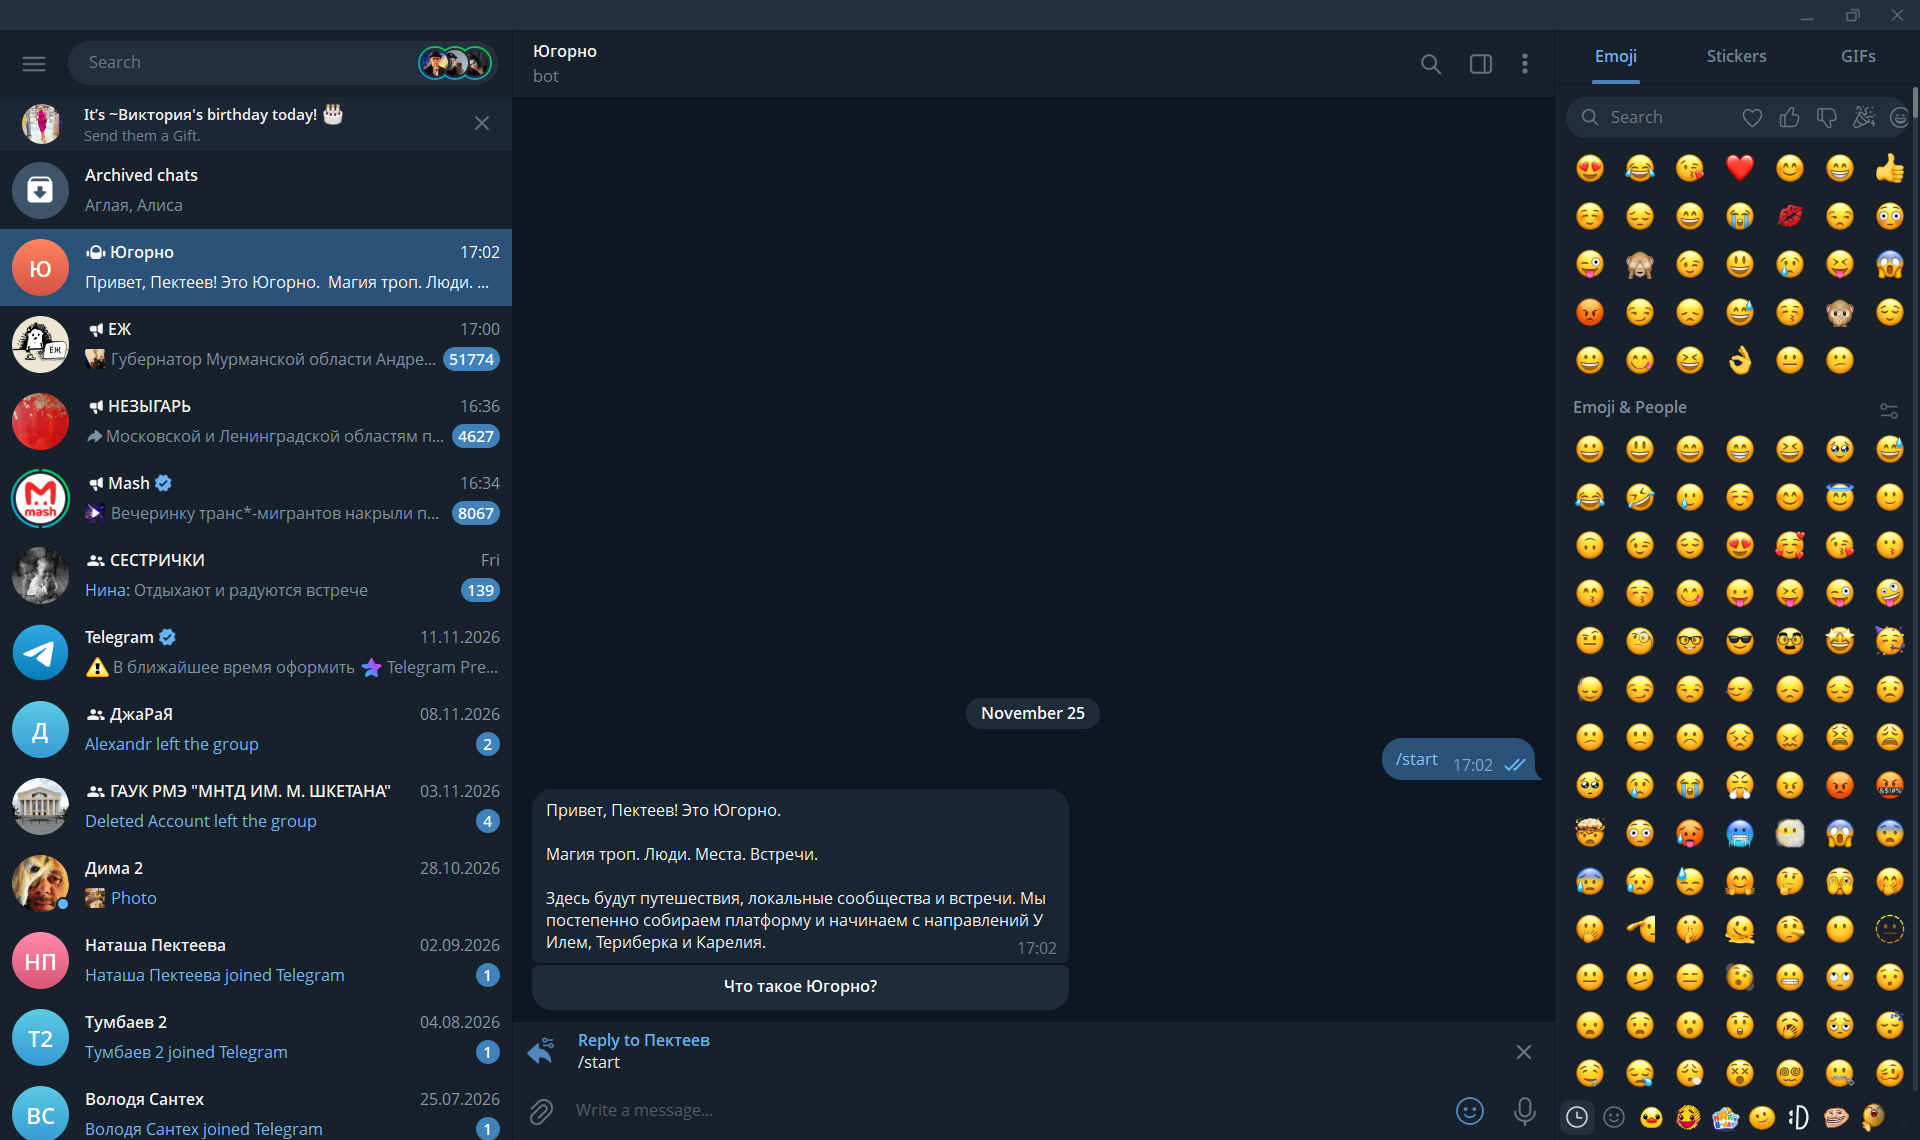 Search
It's ~Виктория's birthday today! 🎂
Send them a Gift.
Archived chats
Аглая, Алиса
Ю
Югорно
17:02
Привет, Пектеев! Это Югорно. Магия троп. Люди. ...
ЕЖ
17:00
Губернатор Мурманской области Андре...
51774
НЕЗЫГАРЬ
16:36
Московской и Ленинградской областям п...
4627
mash
Mash
16:34
Вечеринку транс*-мигрантов накрыли п...
8067
СЕСТРИЧКИ
Fri
Нина: Отдыхают и радуются встрече
139
Telegram
11.11.2026
⚠️ В ближайшее время оформить Telegram Pre...
Д
ДжаРаЯ
08.11.2026
Alexandr left the group
2
ГАУК РМЭ "МНТД ИМ. М. ШКЕТАНА"
03.11.2026
Deleted Account left the group
4
Дима 2
28.10.2026
Photo
НП
Наташа Пектеева
02.09.2026
Наташа Пектеева joined Telegram
1
Т2
Тумбаев 2
04.08.2026
Тумбаев 2 joined Telegram
1
ВС
Володя Сантех
25.07.2026
Володя Сантех joined Telegram
1
Югорно
bot
November 25
/start
17:02
Привет, Пектеев! Это Югорно.
Магия троп. Люди. Места. Встречи.
Здесь будут путешествия, локальные сообщества и встречи. Мы
постепенно собираем платформу и начинаем с направлений У
Илем, Териберка и Карелия.
17:02
Что такое Югорно?
Reply to Пектеев
/start
Write a message...
Emoji
Stickers
GIFs
Search
Emoji & People